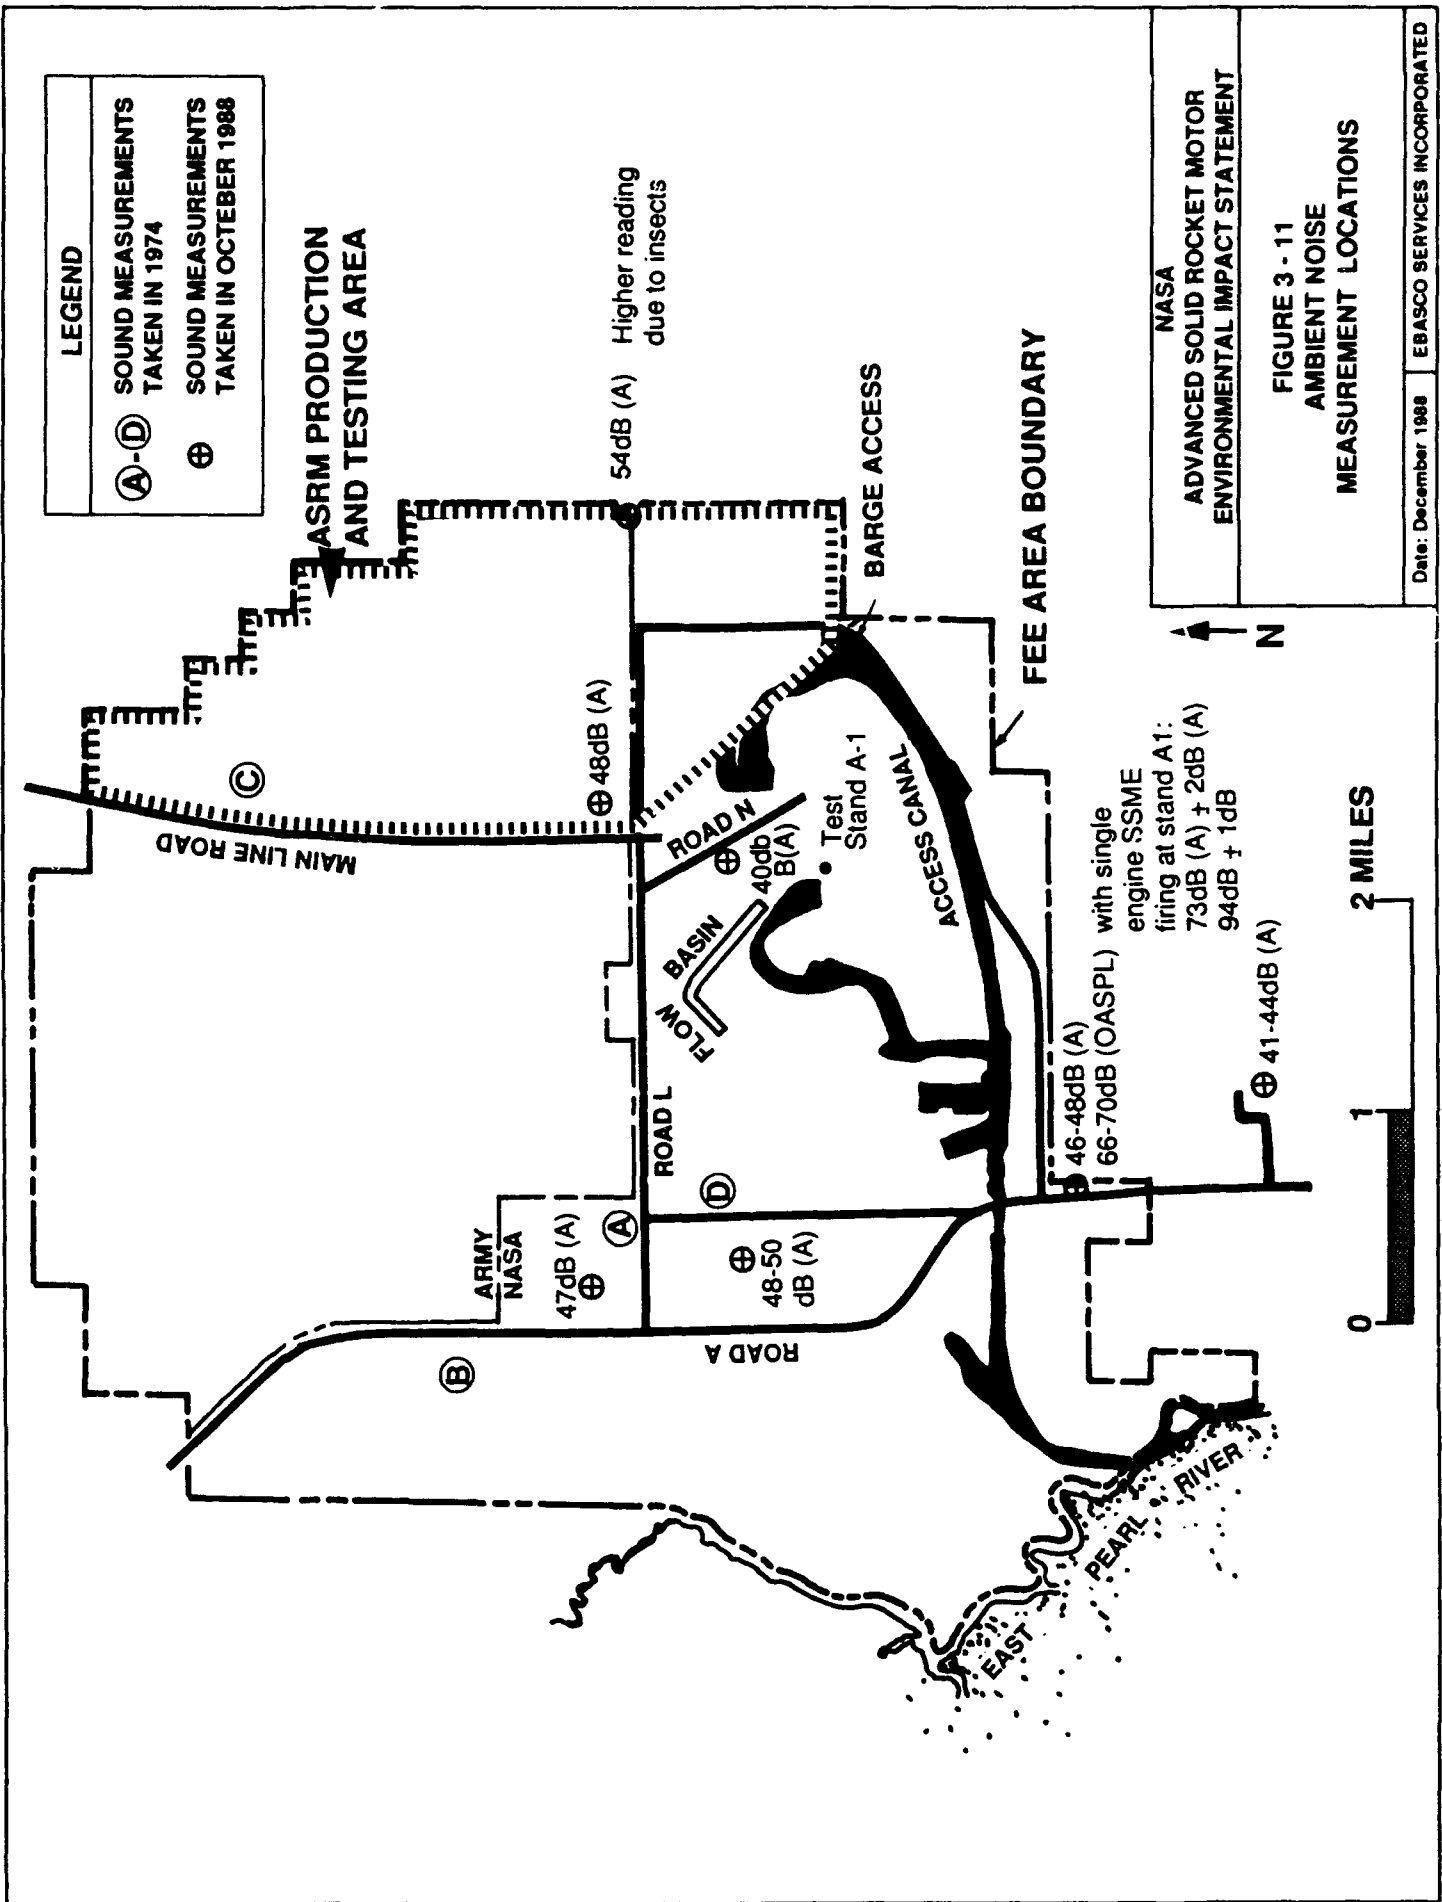 LEGEND
Ⓐ-Ⓓ SOUND MEASUREMENTS
TAKEN IN 1974
⊕ SOUND MEASUREMENTS
TAKEN IN OCTEBER 1988
ASRM PRODUCTION
AND TESTING AREA
MAIN LINE ROAD
Ⓒ
ARMY
NASA
Ⓑ
47dB (A)
Ⓐ
48dB (A)
54dB (A) Higher reading
due to insects
ROAD L
ROAD N
Ⓓ
48-50
dB (A)
ROAD A
FLOW BASIN
40db
B(A)
Test
Stand A-1
ACCESS CANAL
BARGE ACCESS
FEE AREA BOUNDARY
46-48dB (A)
66-70dB (OASPL) with single
engine SSME
firing at stand A1:
73dB (A) ± 2dB (A)
94dB ± 1dB
41-44dB (A)
EAST PEARL RIVER
N
0 1 2 MILES
NASA
ADVANCED SOLID ROCKET MOTOR
ENVIRONMENTAL IMPACT STATEMENT
FIGURE 3 - 11
AMBIENT NOISE
MEASUREMENT LOCATIONS
Date: December 1988 EBASCO SERVICES INCORPORATED